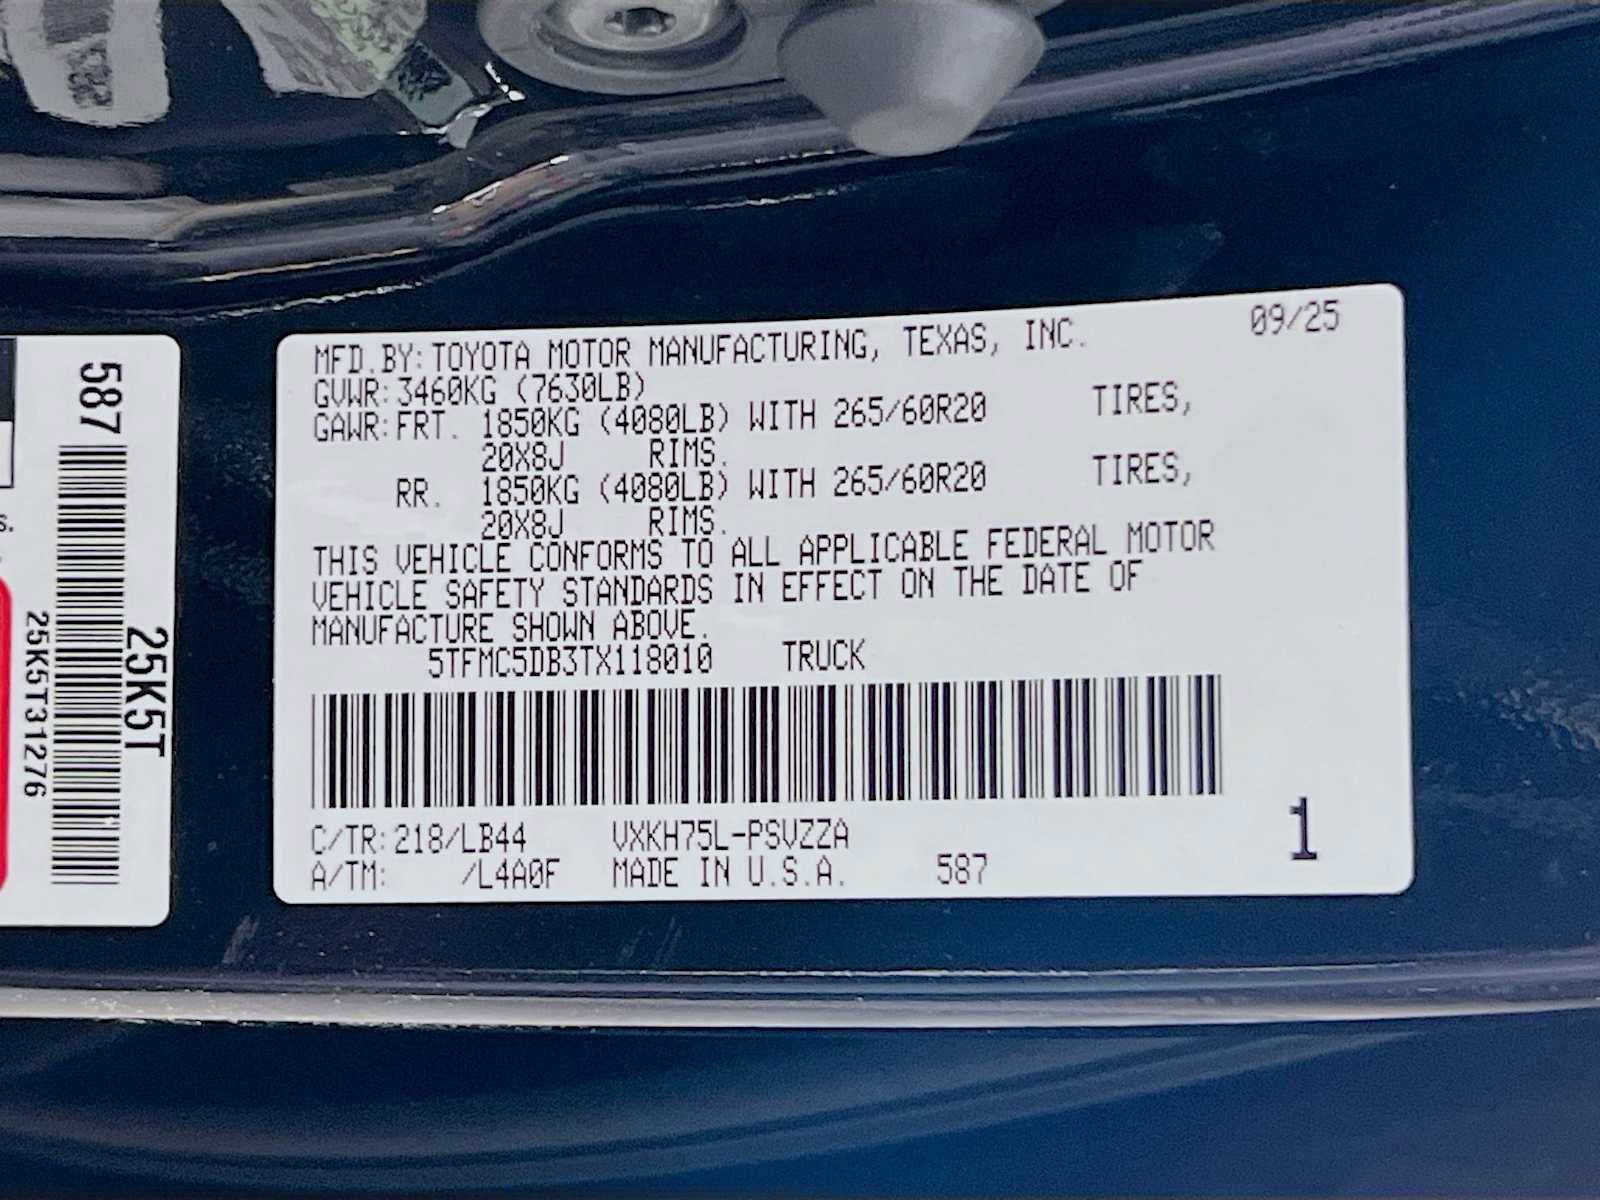 MFD.BY:TOYOTA MOTOR MANUFACTURING, TEXAS, INC. 09/25
GVWR:3460KG (7630LB)
GAWR:FRT. 1850KG (4080LB) WITH 265/60R20 TIRES,
20X8J RIMS.
RR. 1850KG (4080LB) WITH 265/60R20 TIRES,
20X8J RIMS.
THIS VEHICLE CONFORMS TO ALL APPLICABLE FEDERAL MOTOR
VEHICLE SAFETY STANDARDS IN EFFECT ON THE DATE OF
MANUFACTURE SHOWN ABOVE.
5TFMC5DB3TX118010 TRUCK
C/TR:218/LB44 VXKH75L-PSVZZA
A/TM: /L4A0F MADE IN U.S.A. 587
1
587
25K5T
25K5T31276
s.